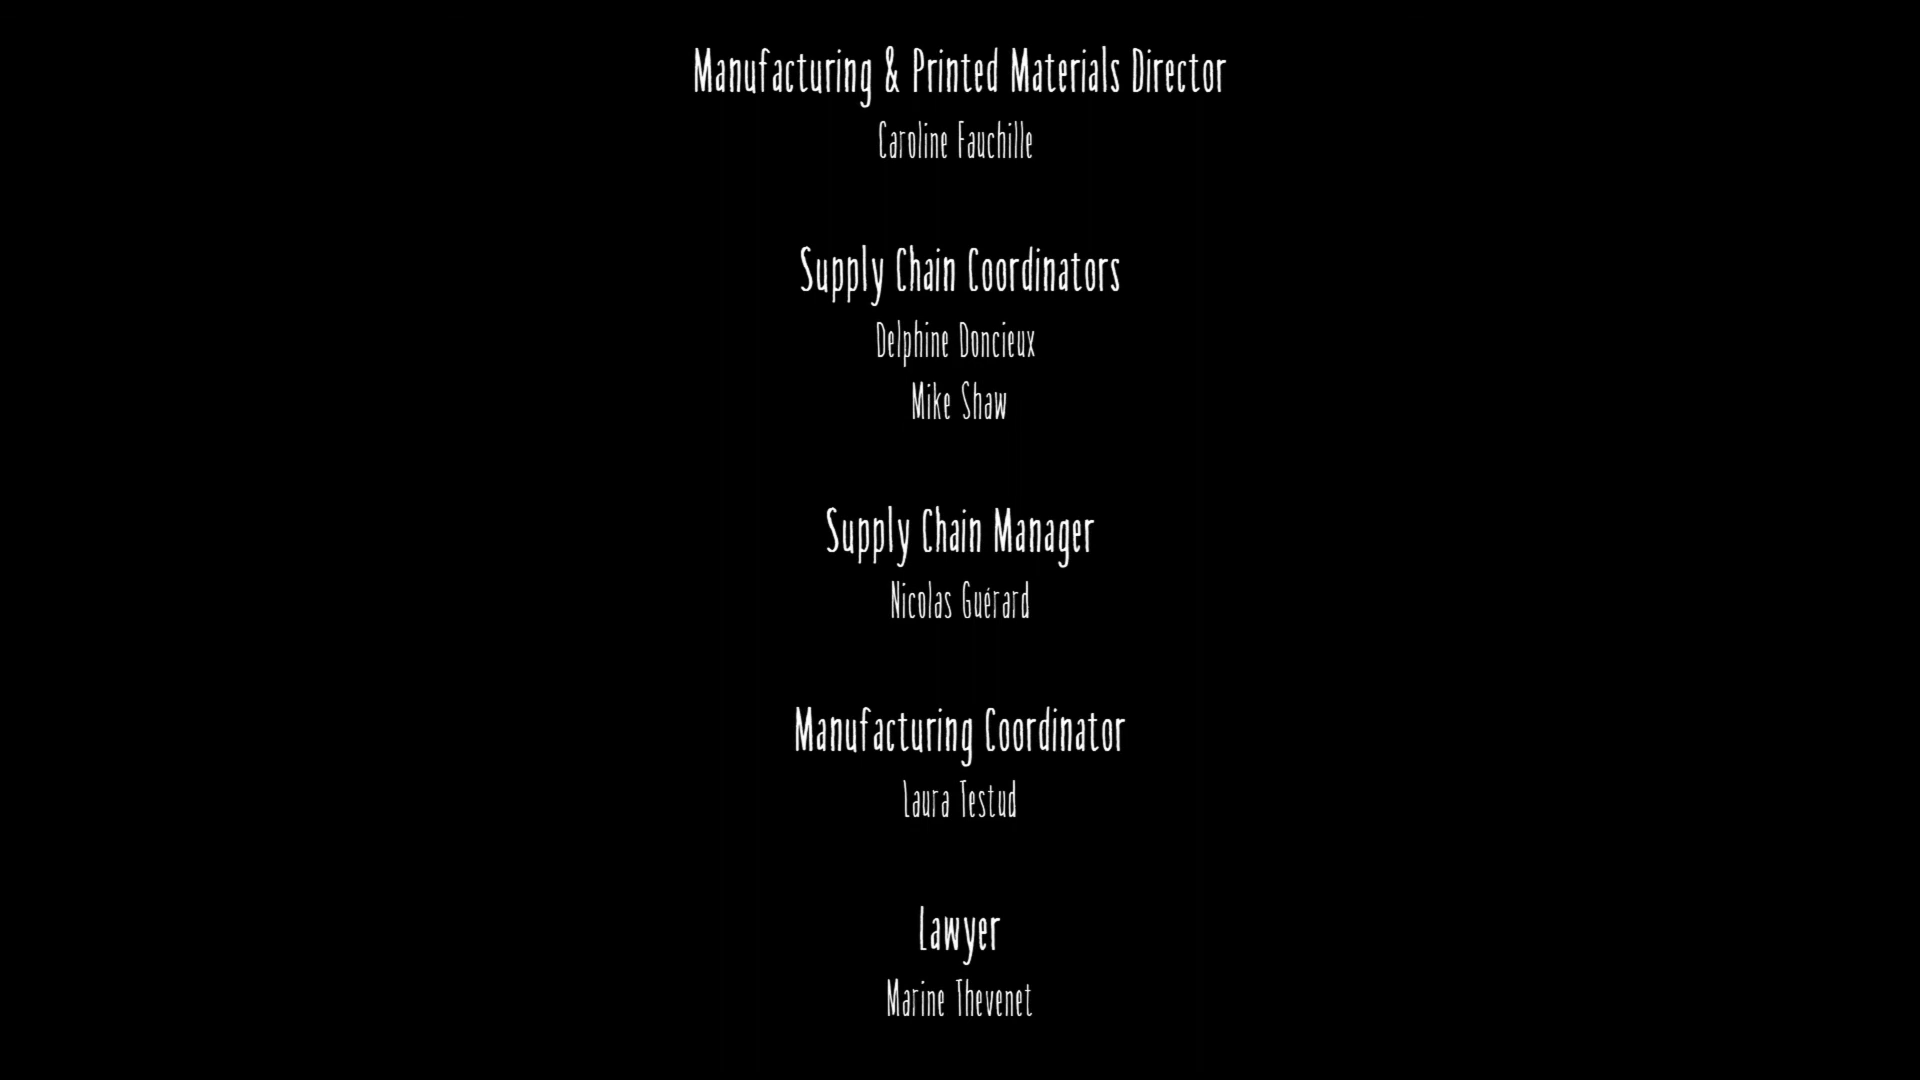 Manufacturing & Printed Materials Director
Caroline Fauchille
Supply Chain Coordinators
Delphine Doncieux
Mike Shaw
Supply Chain Manager
Nicolas Guérard
Manufacturing Coordinator
Laura Testud
Lawyer
Marine Thevenet